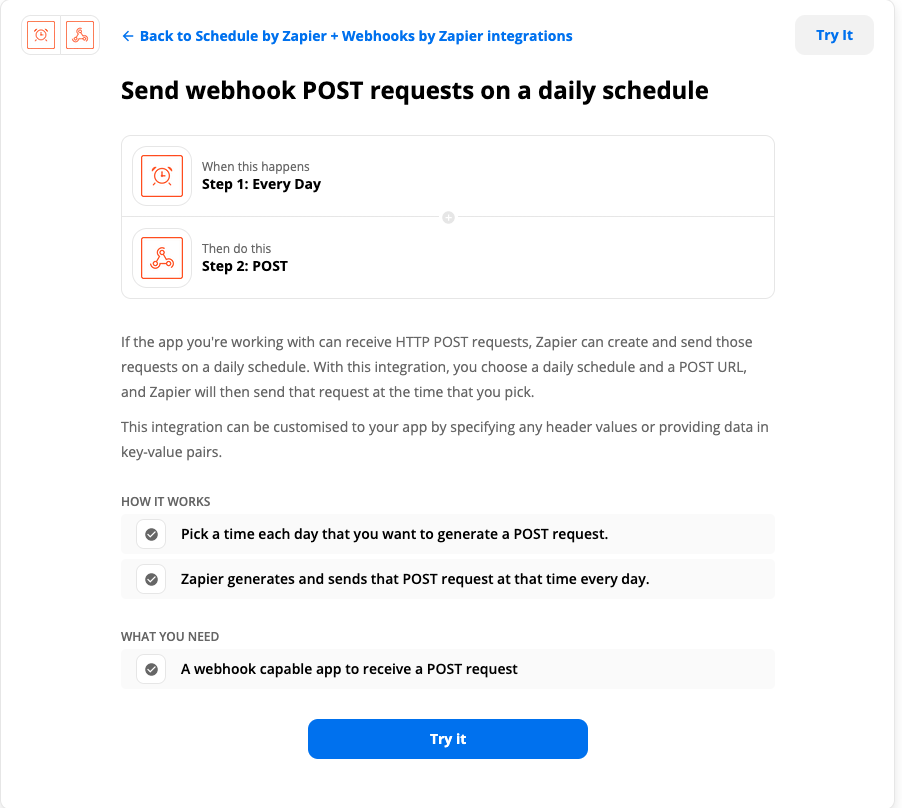 ← Back to Schedule by Zapier + Webhooks by Zapier integrations
Try It
Send webhook POST requests on a daily schedule
When this happens
Step 1: Every Day
Then do this
Step 2: POST
If the app you're working with can receive HTTP POST requests, Zapier can create and send those
requests on a daily schedule. With this integration, you choose a daily schedule and a POST URL,
and Zapier will then send that request at the time that you pick.
This integration can be customised to your app by specifying any header values or providing data in
key-value pairs.
HOW IT WORKS
Pick a time each day that you want to generate a POST request.
Zapier generates and sends that POST request at that time every day.
WHAT YOU NEED
A webhook capable app to receive a POST request
Try it